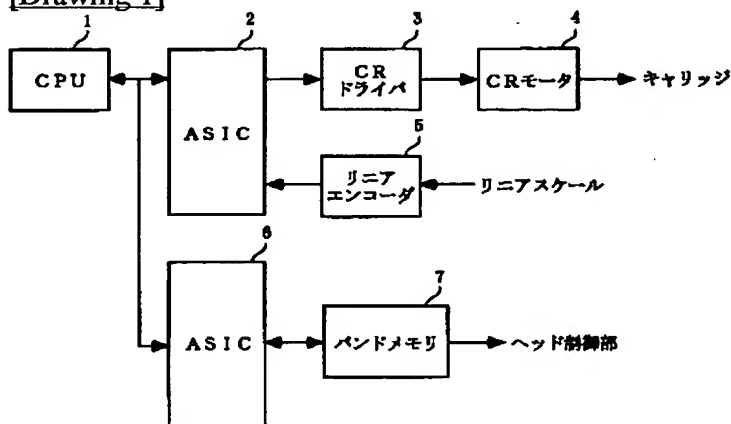 [Drawing 1]
1
2
3
4
CPU
ASIC
CR
ドライバ
CRモータ
キャリッジ
5
リニア
エンコーダ
リニアスケール
6
ASIC
7
バンドメモリ
ヘッド制御部